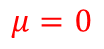 μ = 0